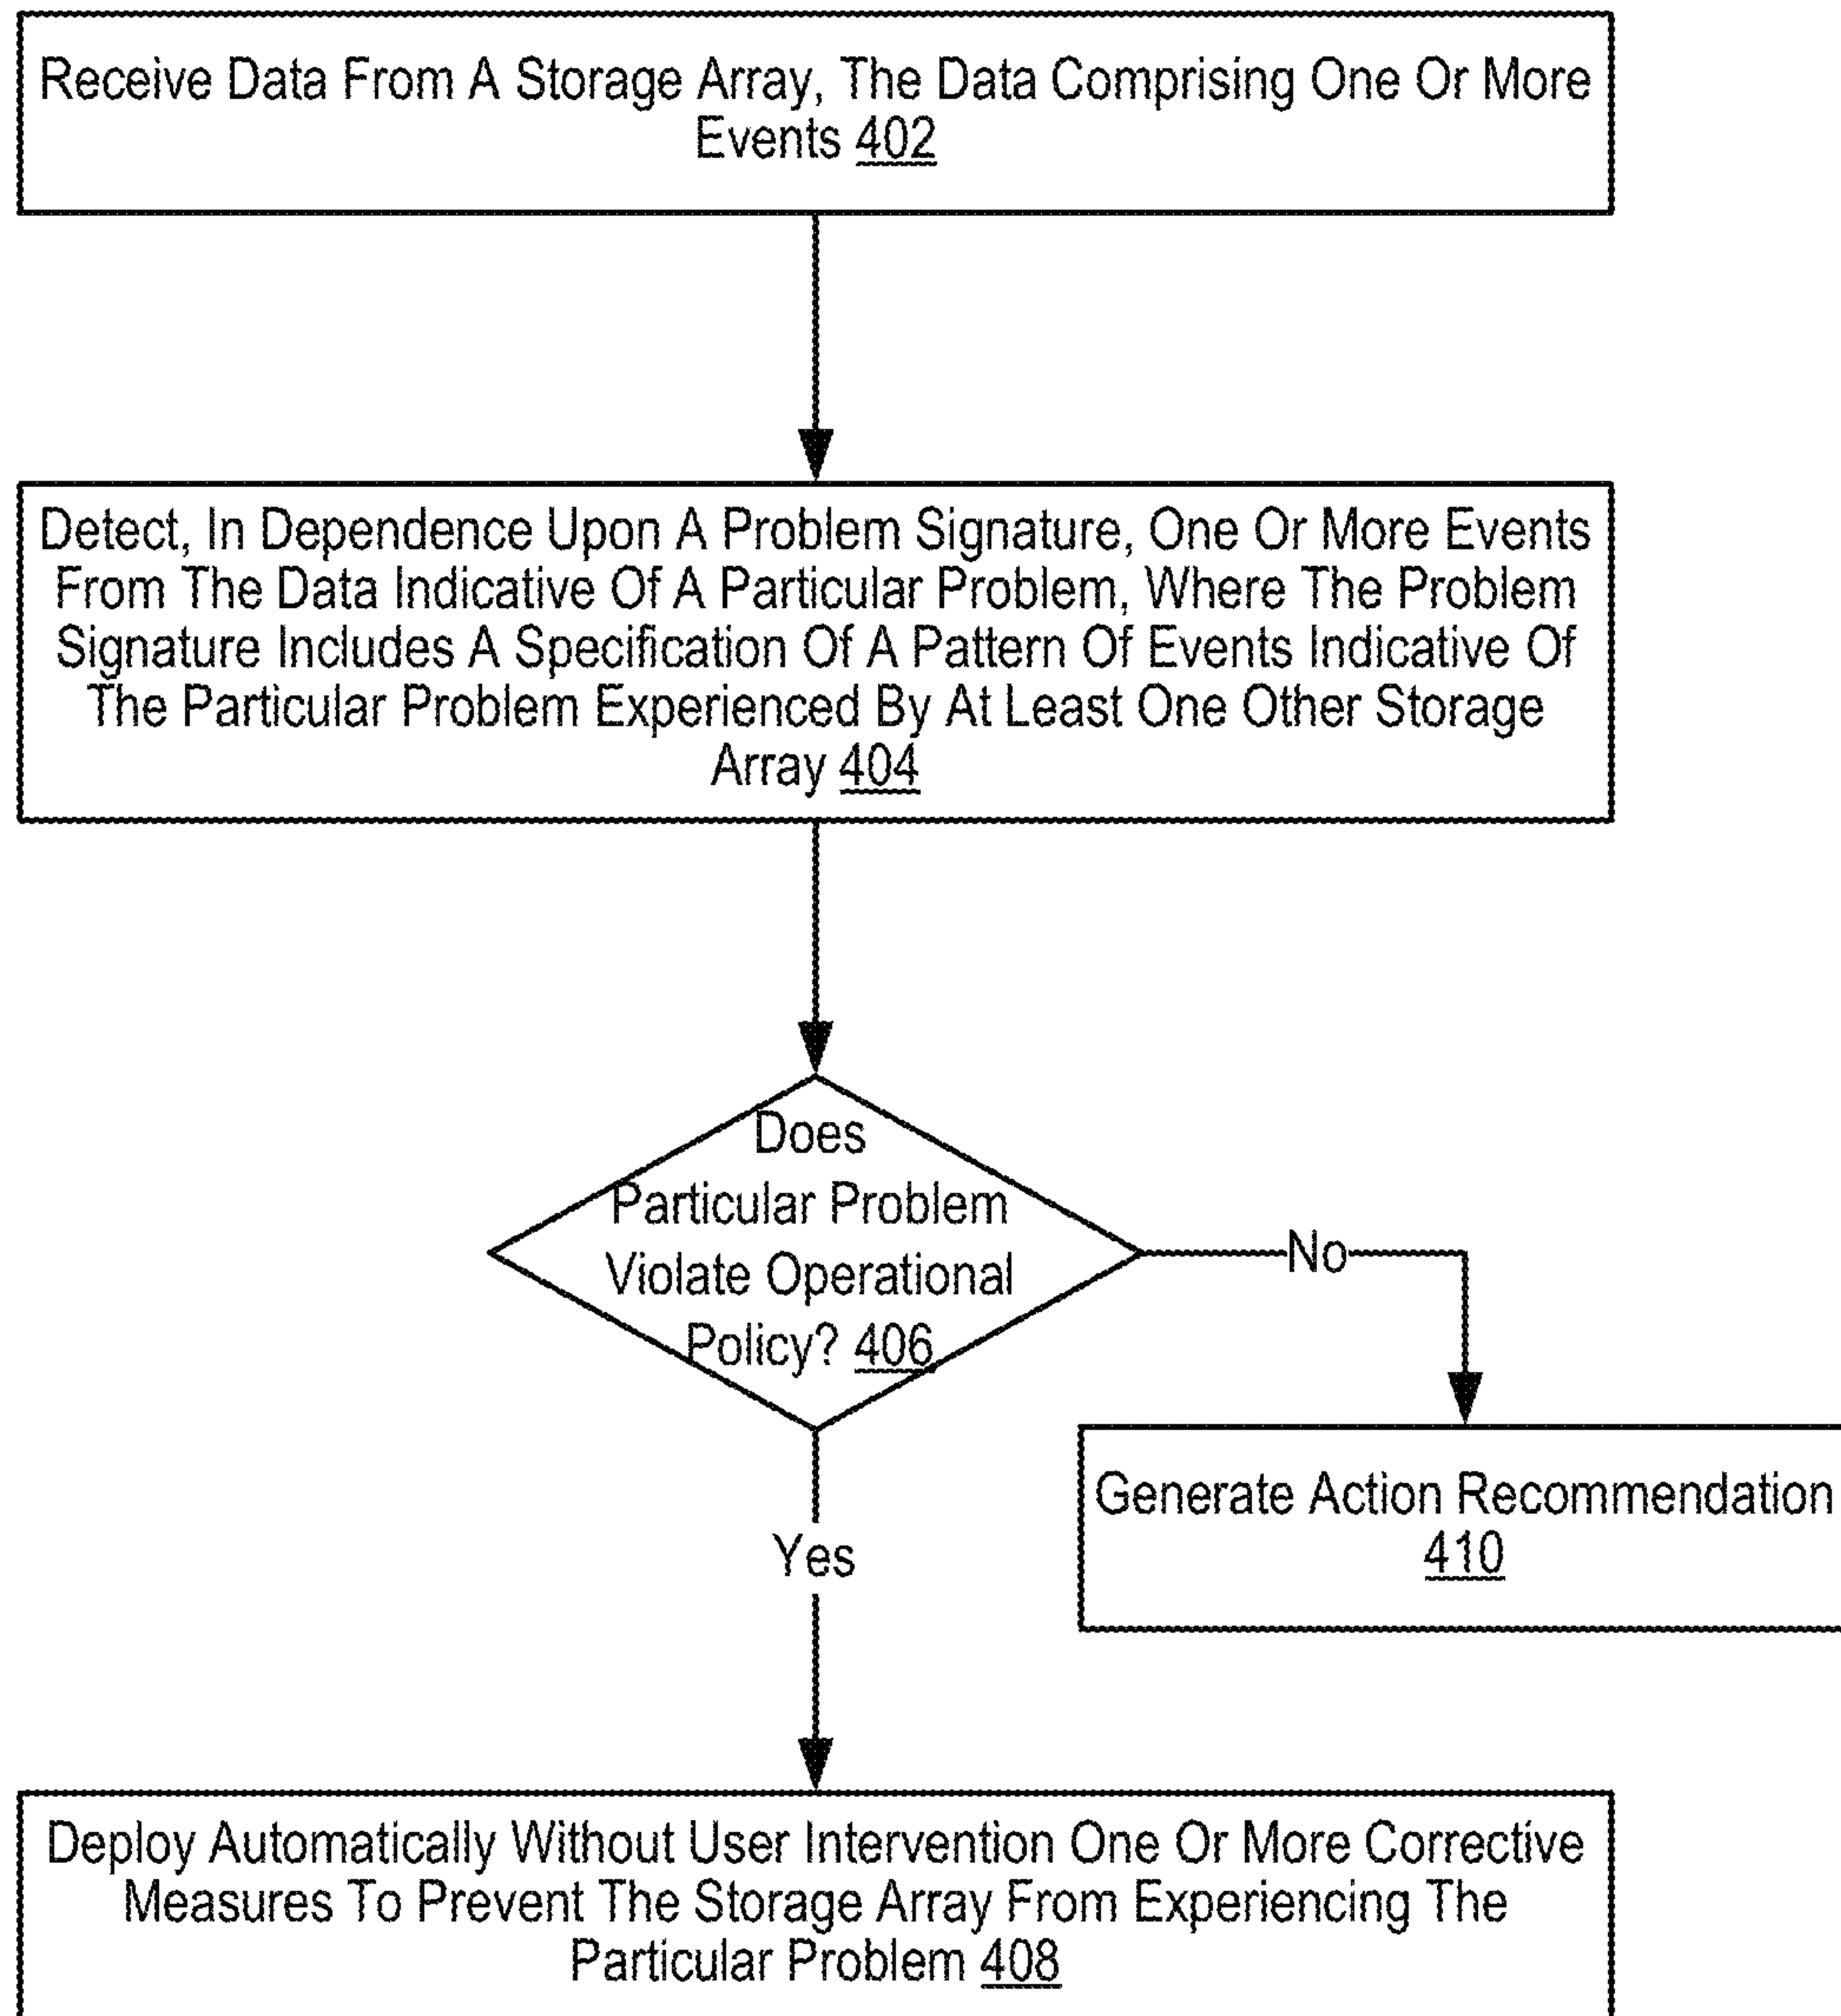 Receive Data From A Storage Array, The Data Comprising One Or More
Events 402
Detect, In Dependence Upon A Problem Signature, One Or More Events
From The Data Indicative Of A Particular Problem, Where The Problem
Signature Includes A Specification Of A Pattern Of Events Indicative Of
The Particular Problem Experienced By At Least One Other Storage
Array 404
Does
Particular Problem
Violate Operational
Policy? 406
No
Generate Action Recommendation
410
Yes
Deploy Automatically Without User Intervention One Or More Corrective
Measures To Prevent The Storage Array From Experiencing The
Particular Problem 408